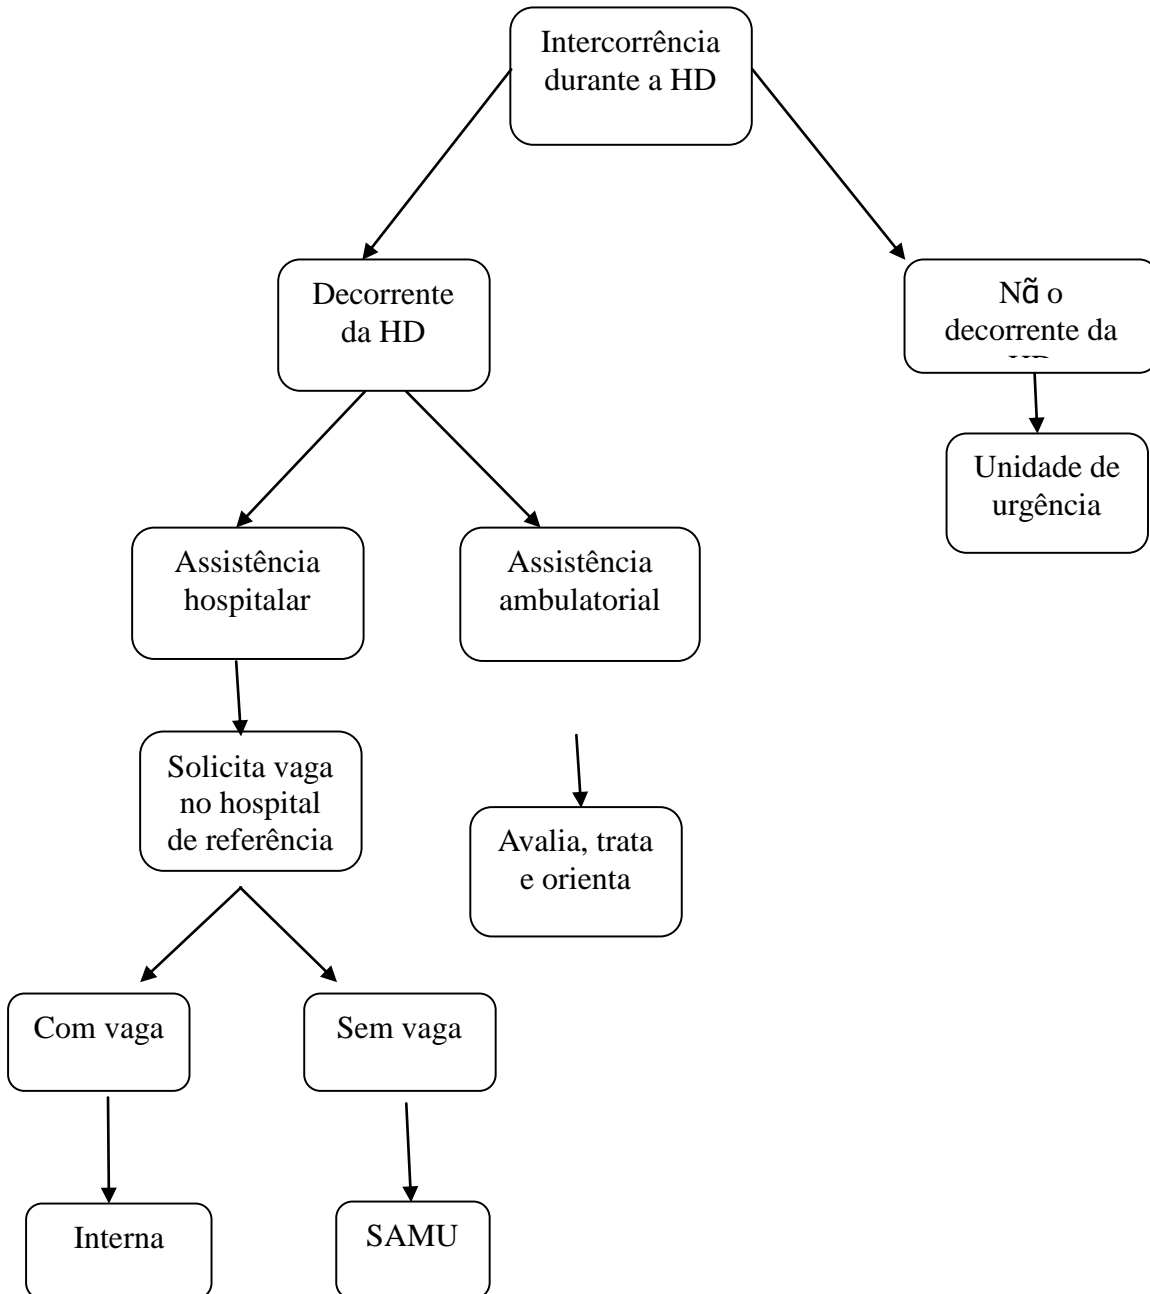 Intercorrência
durante a HD
Decorrente
da HD
Não
decorrente da
Unidade de
urgência
Assistência
hospitalar
Assistência
ambulatorial
Solicita vaga
no hospital
de referência
Avalia, trata
e orienta
Com vaga
Sem vaga
Interna
SAMU